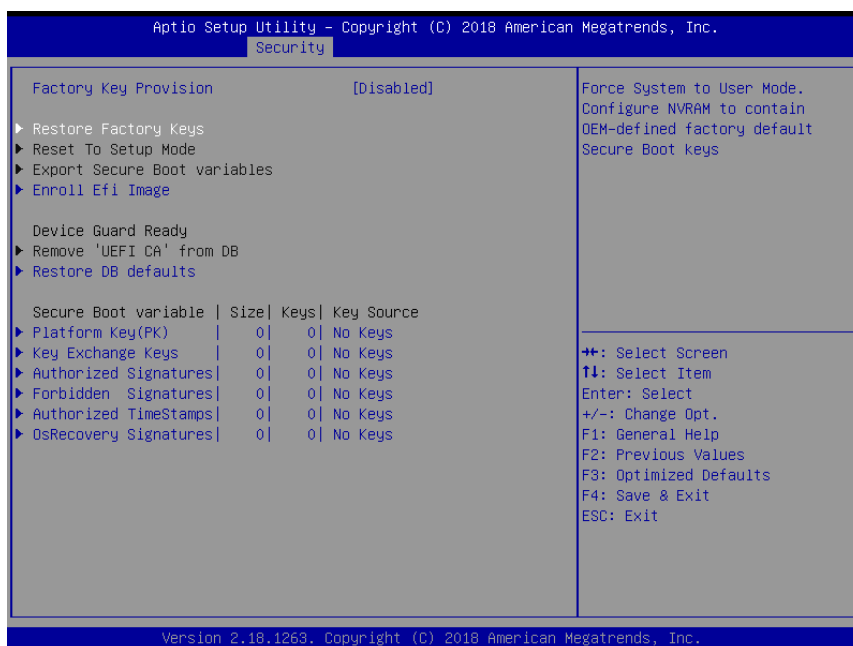 Aptio Setup Utility – Copyright (C) 2018 American Megatrends, Inc.
Security
Factory Key Provision [Disabled]
▶ Restore Factory Keys
▶ Reset To Setup Mode
▶ Export Secure Boot variables
▶ Enroll Efi Image
Device Guard Ready
▶ Remove 'UEFI CA' from DB
▶ Restore DB defaults
Secure Boot variable | Size| Keys| Key Source
▶ Platform Key(PK) | 0| 0| No Keys
▶ Key Exchange Keys | 0| 0| No Keys
▶ Authorized Signatures| 0| 0| No Keys
▶ Forbidden Signatures| 0| 0| No Keys
▶ Authorized TimeStamps| 0| 0| No Keys
▶ OsRecovery Signatures| 0| 0| No Keys
Force System to User Mode.
Configure NVRAM to contain
OEM-defined factory default
Secure Boot keys
→←: Select Screen
↑↓: Select Item
Enter: Select
+/-: Change Opt.
F1: General Help
F2: Previous Values
F3: Optimized Defaults
F4: Save & Exit
ESC: Exit
Version 2.18.1263. Copyright (C) 2018 American Megatrends, Inc.